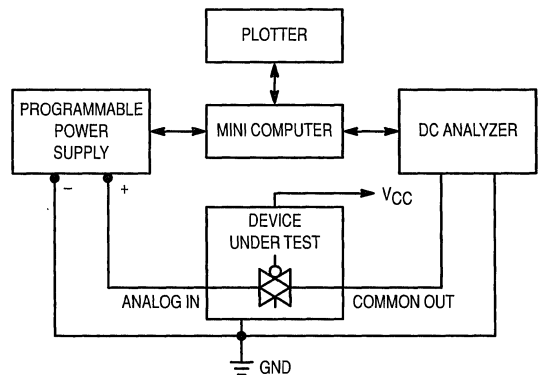 PLOTTER
PROGRAMMABLE
POWER
SUPPLY
MINI COMPUTER
DC ANALYZER
– +
VCC
DEVICE
UNDER TEST
ANALOG IN
COMMON OUT
GND